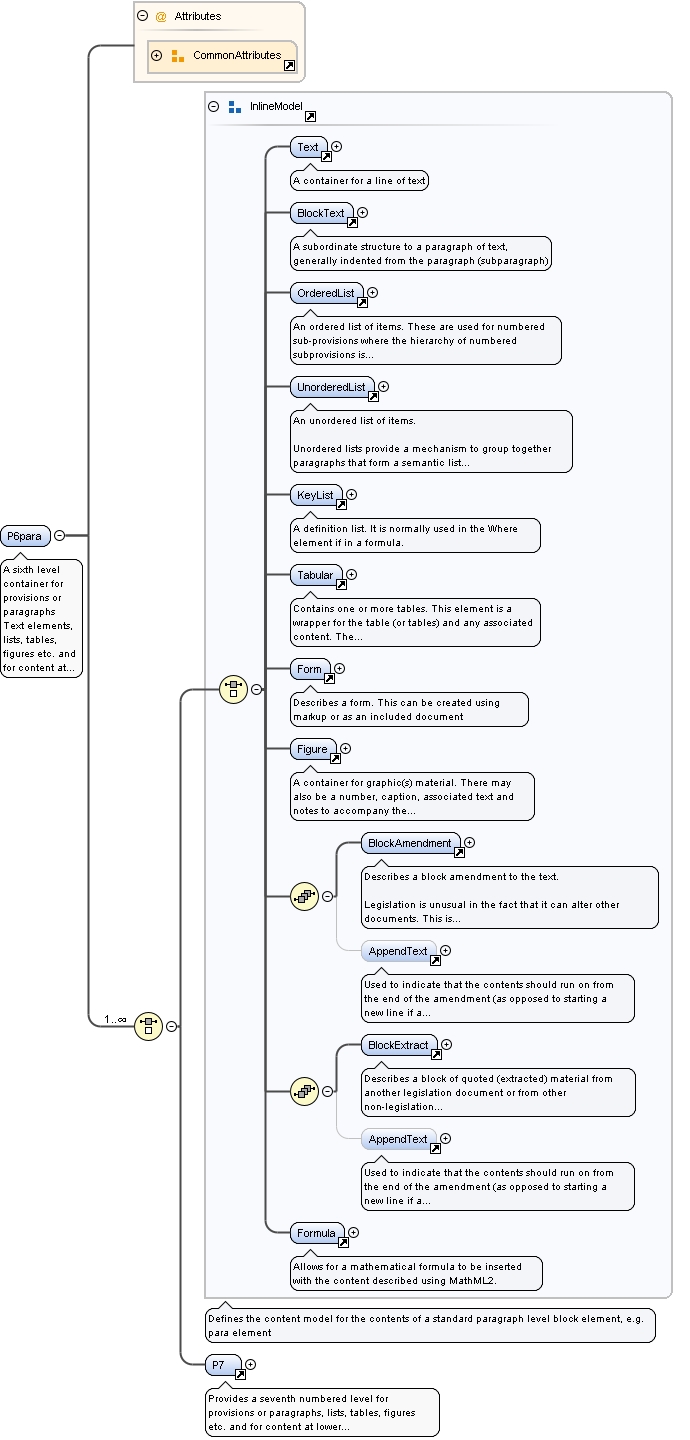 Attributes
CommonAttributes
InlineModel
Text
A container for a line of text
BlockText
A subordinate structure to a paragraph of text,
generally indented from the paragraph (subparagraph)
OrderedList
An ordered list of items. These are used for numbered
sub-provisions where the hierarchy of numbered
subprovisions is...
UnorderedList
An unordered list of items.
Unordered lists provide a mechanism to group together
paragraphs that form a semantic list...
KeyList
A definition list. It is normally used in the Where
element if in a formula.
P6para
A sixth level
container for
provisions or
paragraphs
Text elements,
lists, tables,
figures etc. and
for content at...
Tabular
Contains one or more tables. This element is a
wrapper for the table (or tables) and any associated
content. The...
Form
Describes a form. This can be created using
markup or as an included document
Figure
A container for graphic(s) material. There may
also be a number, caption, associated text and
notes to accompany the...
BlockAmendment
Describes a block amendment to the text.
Legislation is unusual in the fact that it can alter other
documents. This is...
AppendText
Used to indicate that the contents should run on from
the end of the amendment (as opposed to starting a
new line if a...
1..∞
BlockExtract
Describes a block of quoted (extracted) material from
another legislation document or from other
non-legislation...
AppendText
Used to indicate that the contents should run on from
the end of the amendment (as opposed to starting a
new line if a...
Formula
Allows for a mathematical formula to be inserted
with the content described using MathML2.
Defines the content model for the contents of a standard paragraph level block element, e.g.
para element
P7
Provides a seventh numbered level for
provisions or paragraphs, lists, tables, figures
etc. and for content at lower...